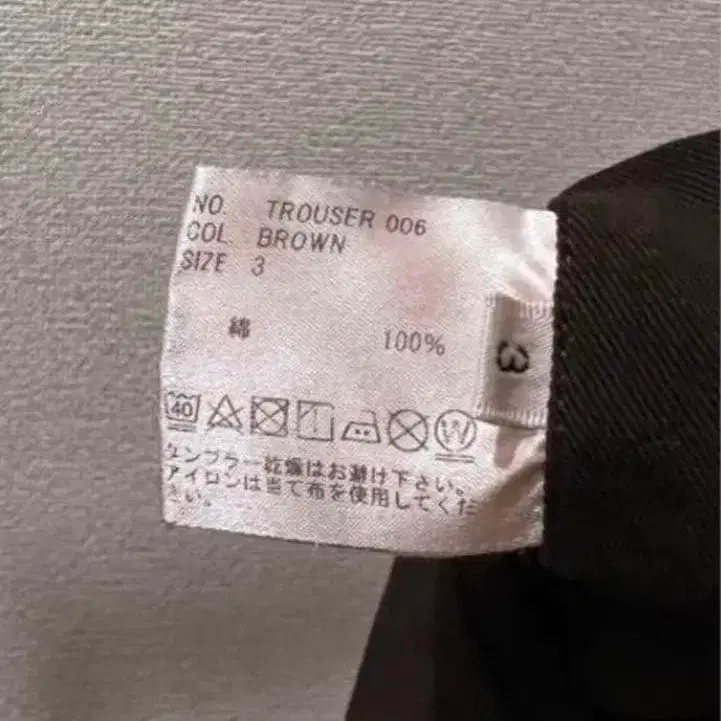 NO. TROUSER 006
COL. BROWN
SIZE 3
綿 100%
3
40
W
タンブラー乾燥はお避け下さい。
アイロンは当て布を使用してくだ
さい。